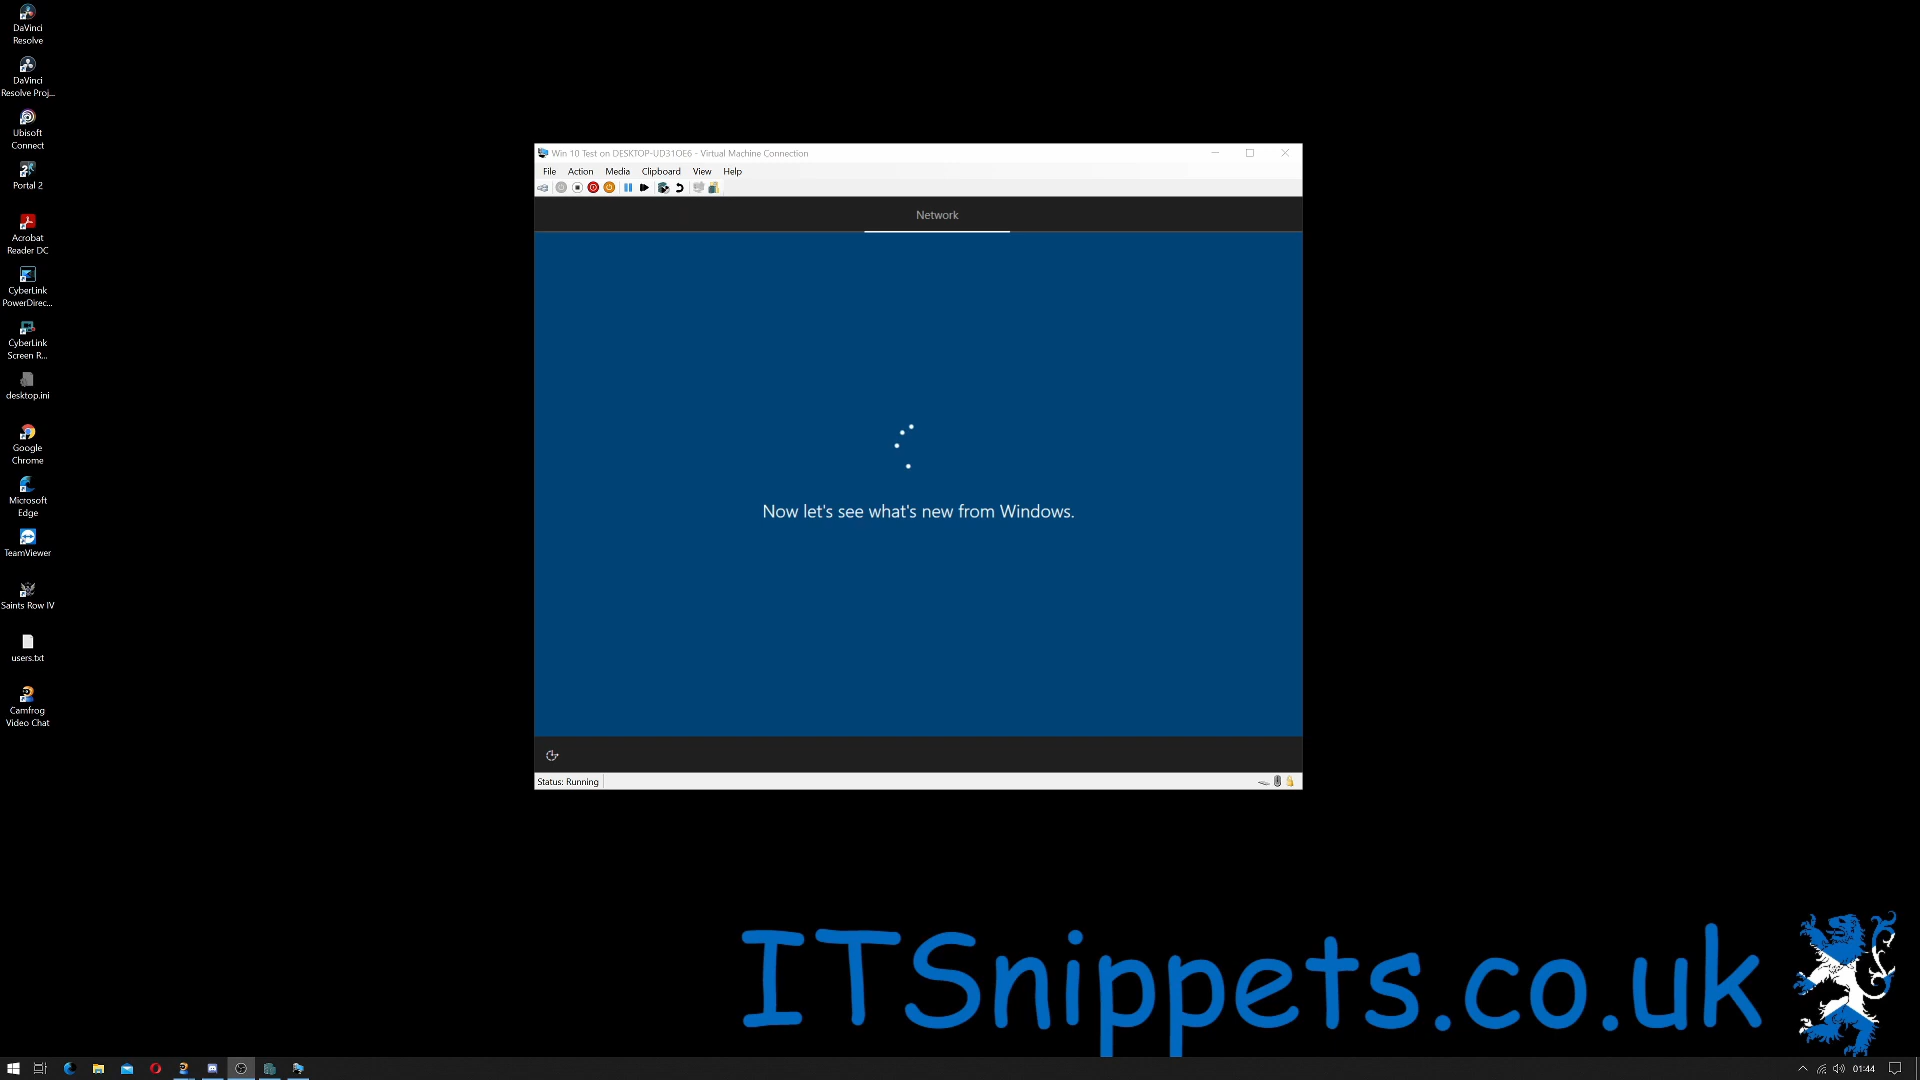 DaVinci
Resolve
DaVinci
Resolve Proj...
Ubisoft
Connect
Portal 2
Acrobat
Reader DC
CyberLink
PowerDirec...
CyberLink
Screen R...
desktop.ini
Google
Chrome
Microsoft
Edge
TeamViewer
Saints Row IV
users.txt
Camfrog
Video Chat
Win 10 Test on DESKTOP-UD31OE6 - Virtual Machine Connection
File Action Media Clipboard View Help
Network
Now let's see what's new from Windows.
Status: Running
ITSnippets.co.uk
01:44